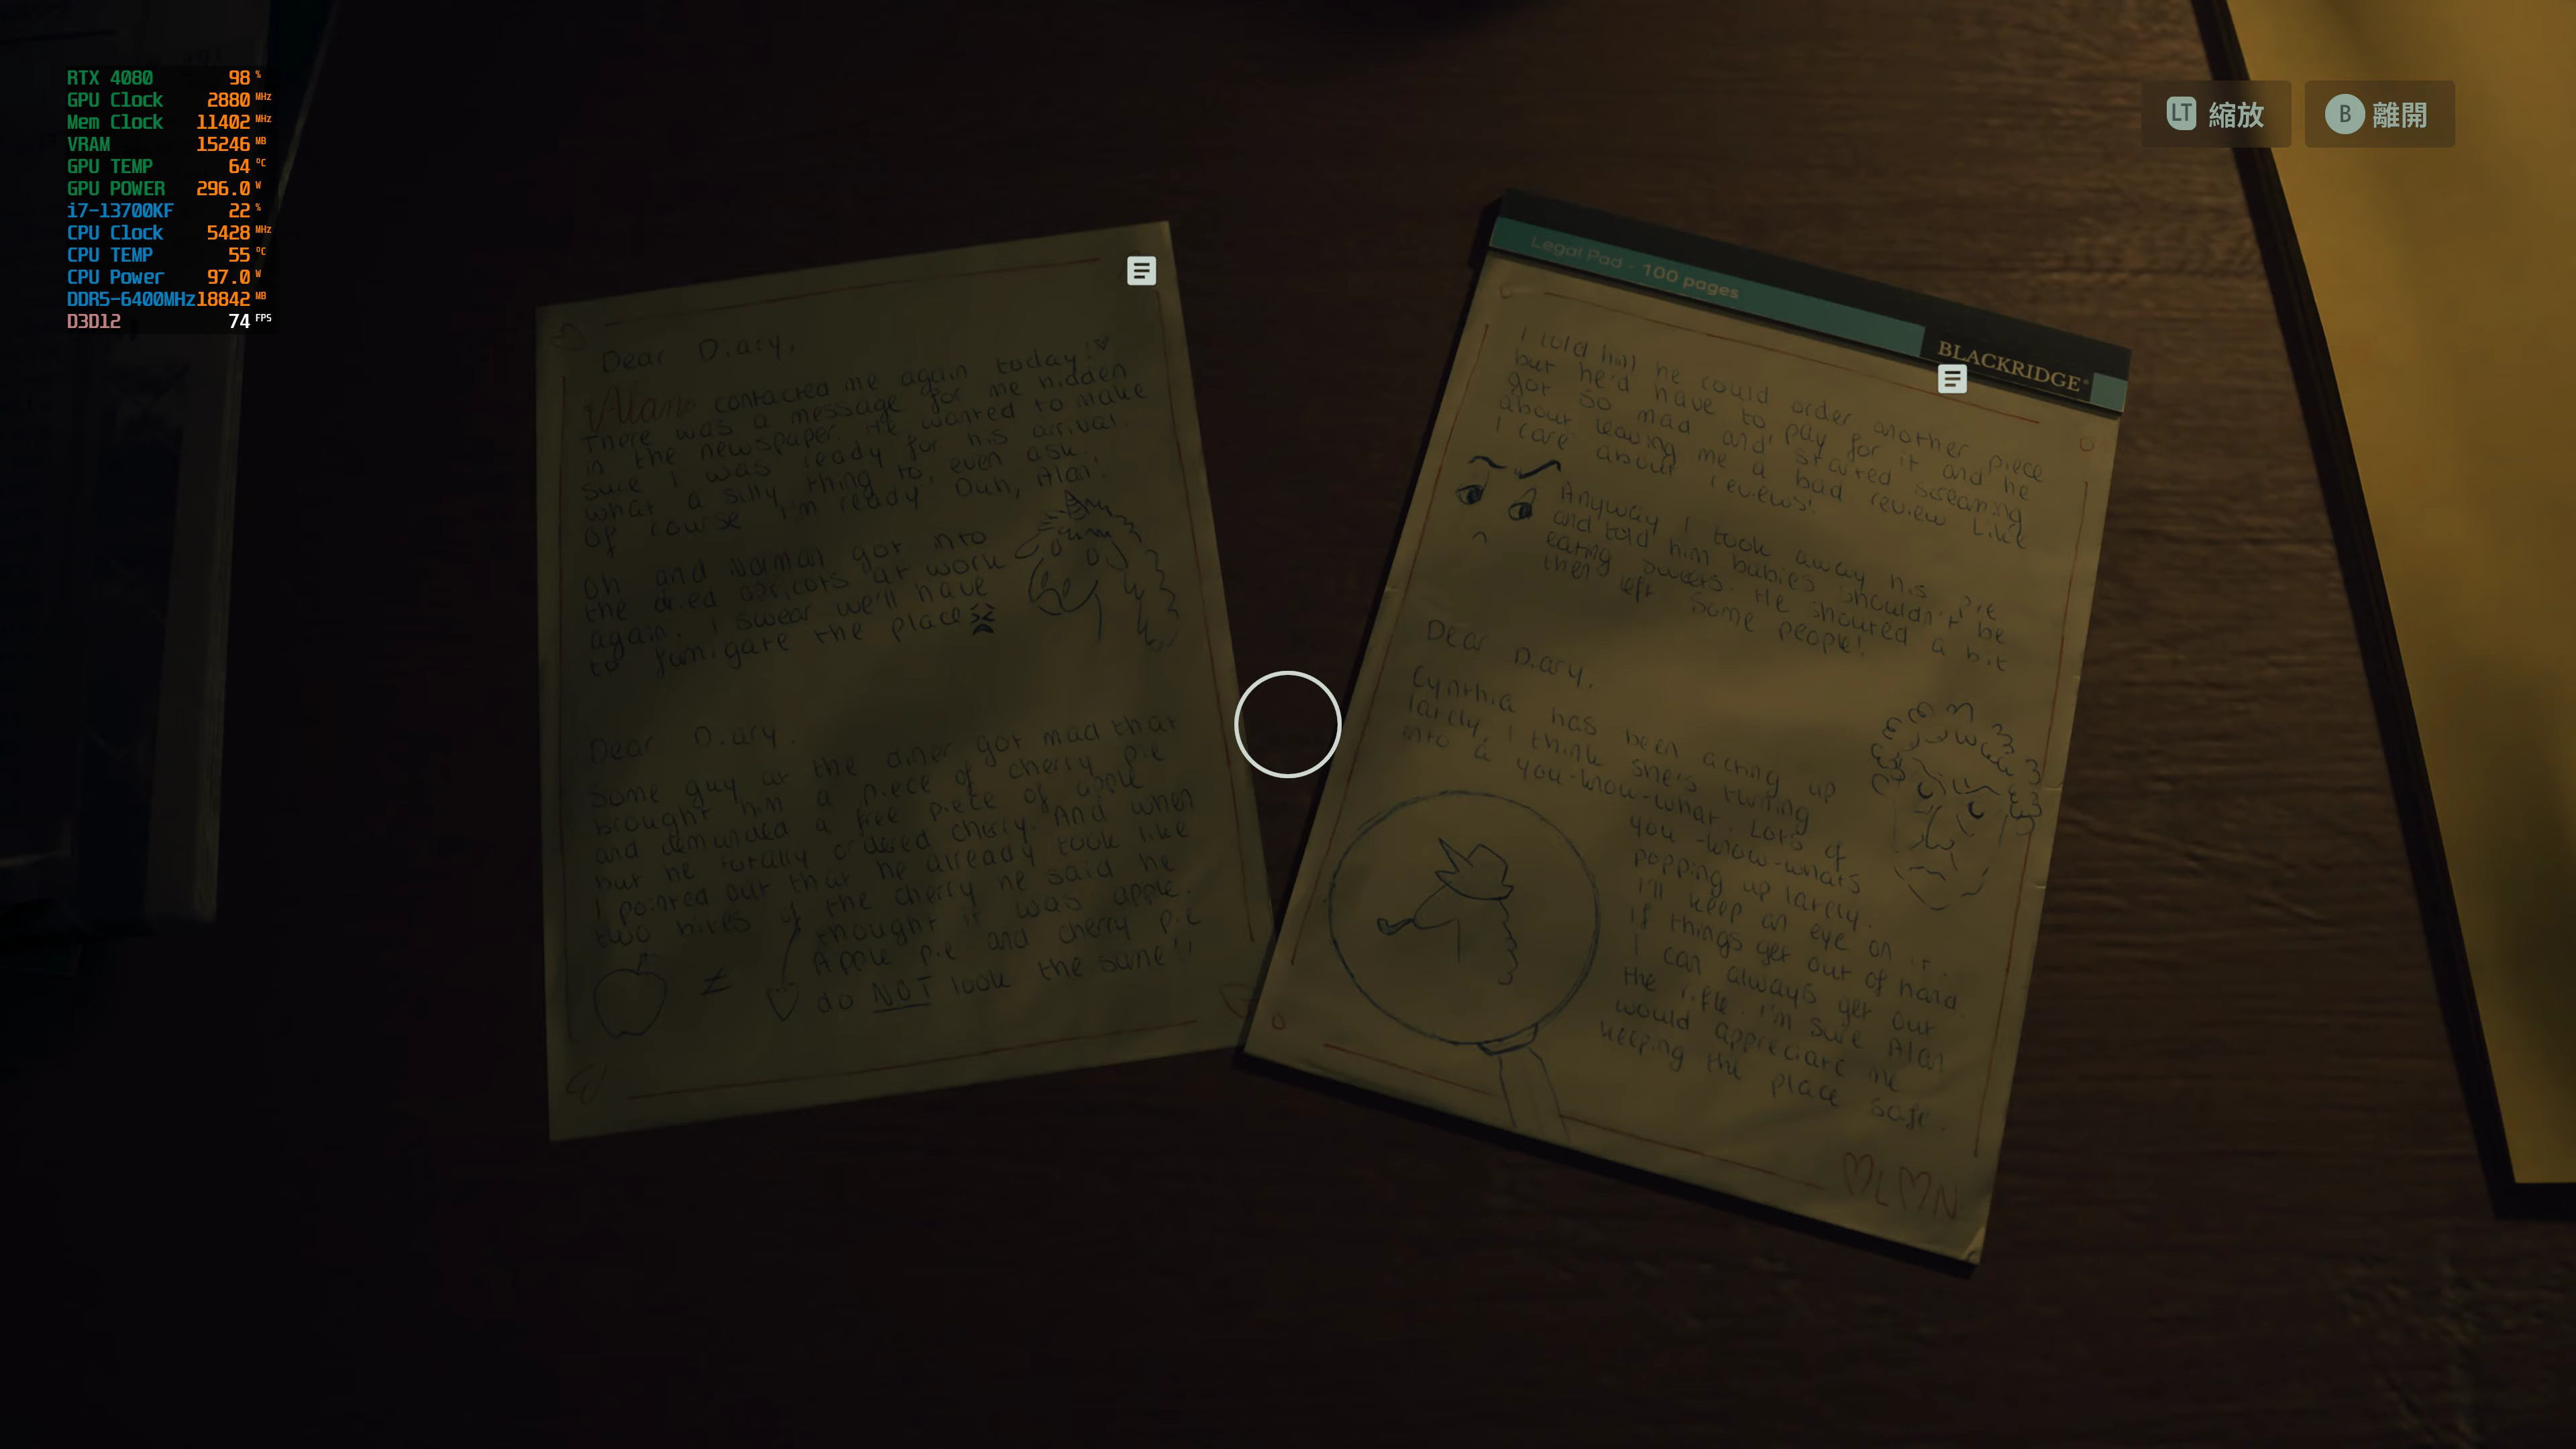 RTX 4080 98 %
GPU Clock 2880 MHz
Mem Clock 11402 MHz
VRAM 15246 MB
GPU TEMP 64 °C
GPU POWER 296.0 W
i7-13700KF 22 %
CPU Clock 5428 MHz
CPU TEMP 55 °C
CPU Power 97.0 W
DDR5-6400MHz 18842 MB
D3D12 74 FPS
LT 縮放
B 離開
Dear Diary,
Alan contacted me again today!
There was a message for me hidden
in the newspaper. He wanted to make
sure I was ready for his arrival.
What a silly thing to even ask.
Of course I'm ready Duh, Alan!
Oh and Norman got into
the dried apricots at work
again. I swear we'll have
to fumigate the place
Dear Diary,
Some guy at the diner got mad that
brought him a piece of cherry pie
and demanded a free piece of apple
but he totally ordered cherry. And when
I pointed out that he already took like
two bites of the cherry he said he
thought it was apple.
Apple pie and cherry pie
≠ do NOT look the same!!
Legal Pad - 100 pages
BLACKRIDGE
I told him he could order another piece
but he'd have to pay for it and he
got so mad and started screaming
about leaving me a bad review Like
I care about reviews!
Anyway I took away his pie
and told him babies shouldn't be
eating sweets. He shouted a bit
then left. Some people!
Dear Diary,
Cynthia has been acting up
lately, I think she's turning
into a you-know-what. Lots of
you-know-whats
popping up lately.
I'll keep an eye on it.
If things get out of hand
I can always get out
the rifle. I'm sure Alan
would appreciate me
keeping the place safe.
L N